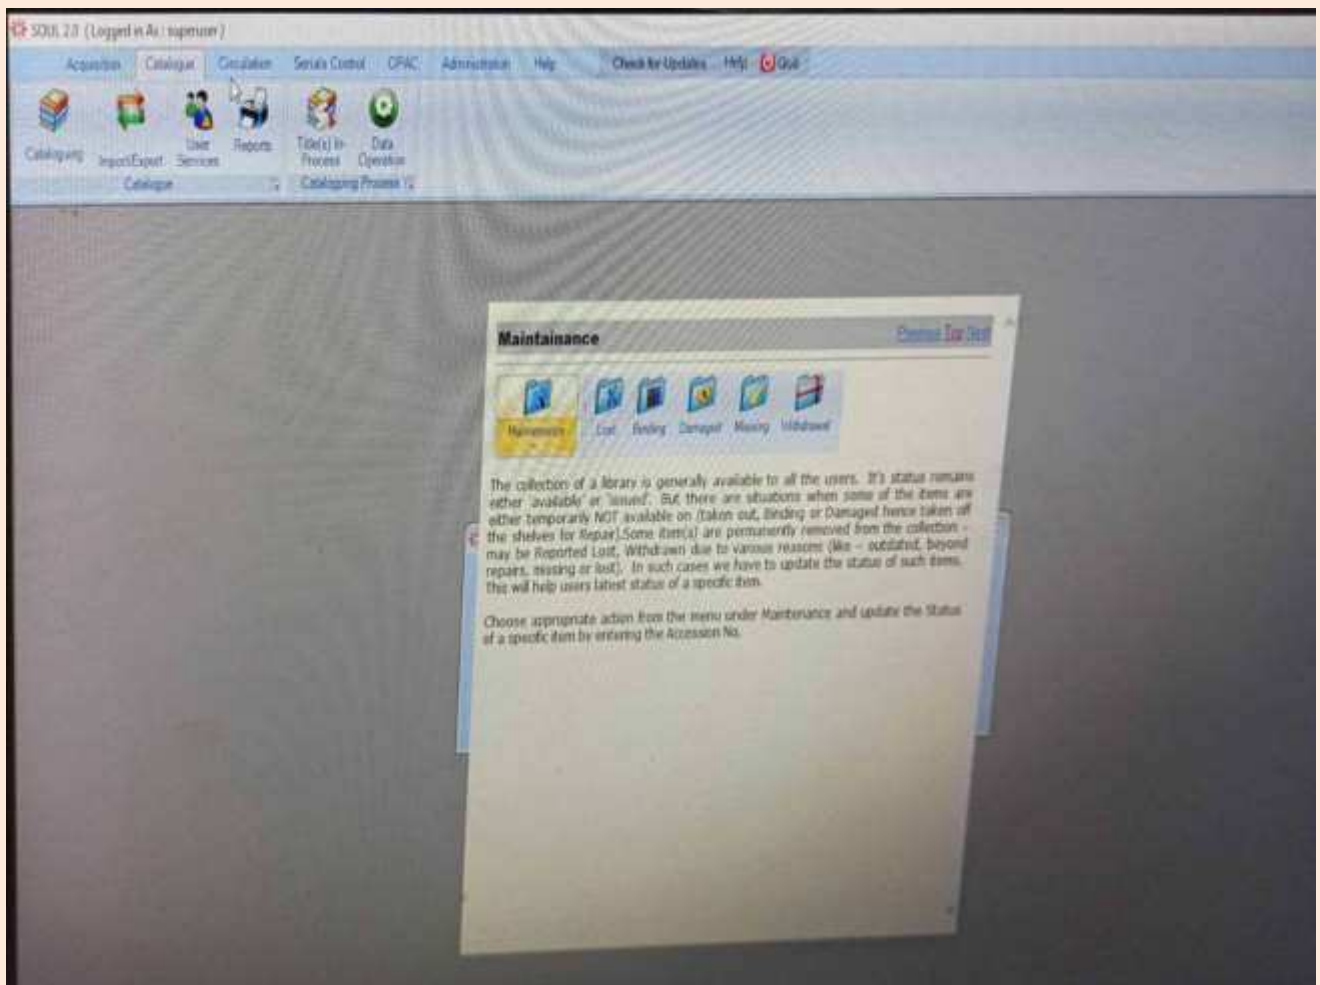 SOUL 2.0 (Logged in As : superuser)
Acquisition Catalogue Circulation Serials Control OPAC Administration Help Check for Updates Help Quit
Cataloguing Import/Export User Services Reports Title(s) In-Process Data Operation
Catalogue Cataloguing Process
Maintainance Previous Top Next
Maintenance Lost Binding Damaged Missing Withdrawal
The collection of a library is generally available to all the users. It's status remains
either 'available' or 'issued'. But there are situations when some of the items are
either temporarily NOT available on (taken out, Binding or Damaged hence taken off
the shelves for Repair).Some item(s) are permanently removed from the collection -
may be Reported Lost, Withdrawn due to various reasons (like – outdated, beyond
repairs, missing or lost). In such cases we have to update the status of such items.
This will help users latest status of a specific item.
Choose appropriate action from the menu under Maintenance and update the Status
of a specific item by entering the Accession No.